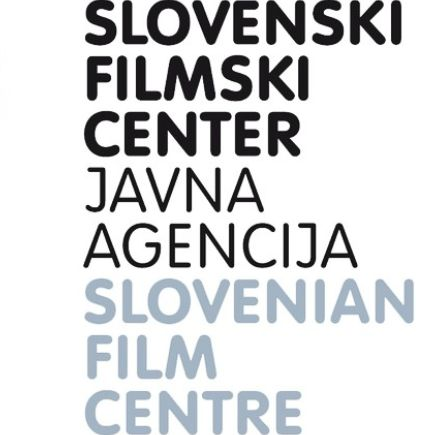 SLOVENSKI
FILMSKI
CENTER
JAVNA
AGENCIJA
SLOVENIAN
FILM
CENTRE